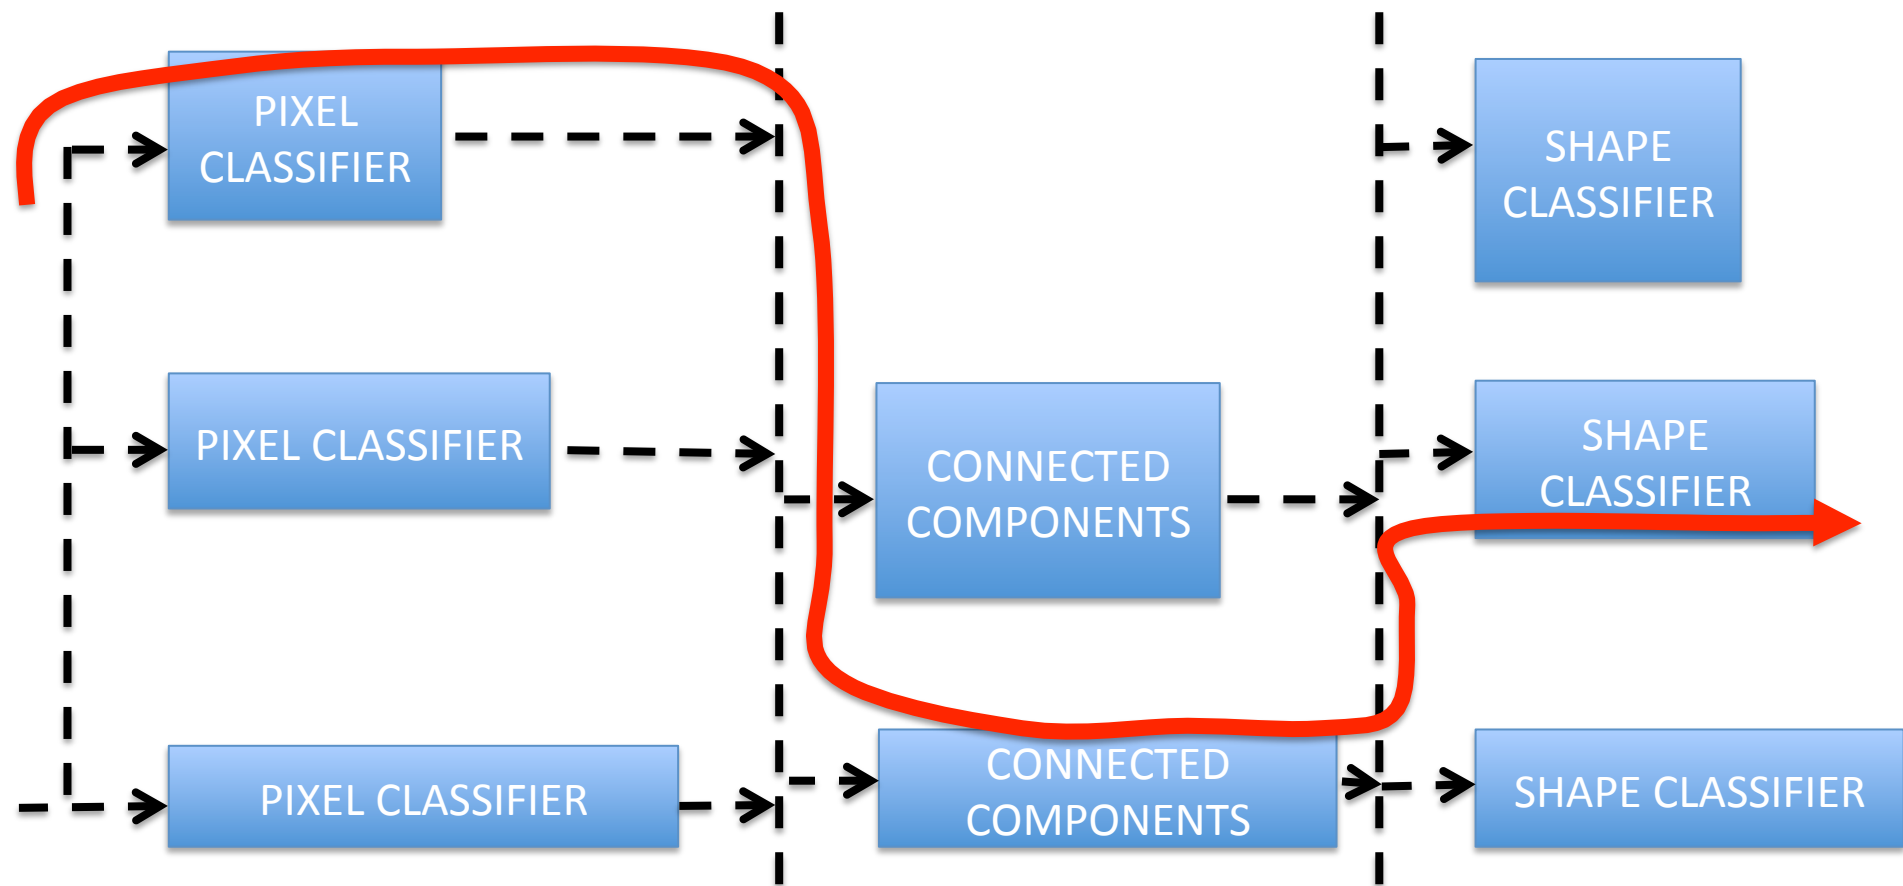 PIXEL
CLASSIFIER
SHAPE
CLASSIFIER
PIXEL CLASSIFIER
CONNECTED
COMPONENTS
SHAPE
CLASSIFIER
PIXEL CLASSIFIER
CONNECTED
COMPONENTS
SHAPE CLASSIFIER